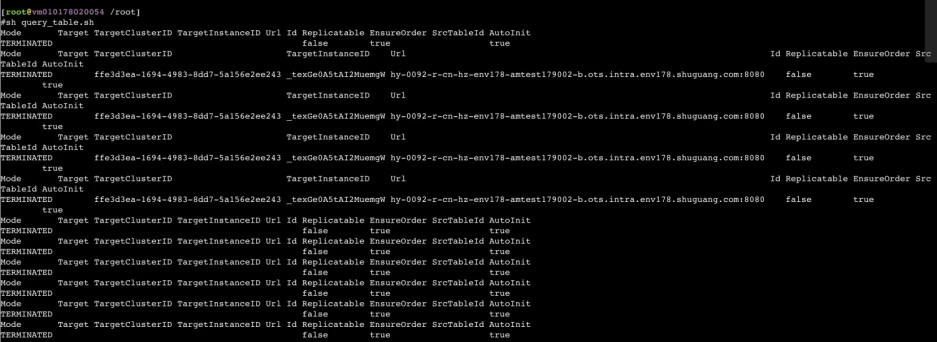 [root@vm010178020054 /root]
#sh query_table.sh
Mode Target TargetClusterID TargetInstanceID Url Id Replicatable EnsureOrder SrcTableId AutoInit
TERMINATED false true true
Mode Target TargetClusterID TargetInstanceID Url Id Replicatable EnsureOrder Src
TableId AutoInit
TERMINATED ffe3d3ea-1694-4983-8dd7-5a156e2ee243 _texGe0A5tAI2MuemgW hy-0092-r-cn-hz-env178-amtest179002-b.ots.intra.env178.shuguang.com:8080 false true
true
Mode Target TargetClusterID TargetInstanceID Url Id Replicatable EnsureOrder Src
TableId AutoInit
TERMINATED ffe3d3ea-1694-4983-8dd7-5a156e2ee243 _texGe0A5tAI2MuemgW hy-0092-r-cn-hz-env178-amtest179002-b.ots.intra.env178.shuguang.com:8080 false true
true
Mode Target TargetClusterID TargetInstanceID Url Id Replicatable EnsureOrder Src
TableId AutoInit
TERMINATED ffe3d3ea-1694-4983-8dd7-5a156e2ee243 _texGe0A5tAI2MuemgW hy-0092-r-cn-hz-env178-amtest179002-b.ots.intra.env178.shuguang.com:8080 false true
true
Mode Target TargetClusterID TargetInstanceID Url Id Replicatable EnsureOrder Src
TableId AutoInit
TERMINATED ffe3d3ea-1694-4983-8dd7-5a156e2ee243 _texGe0A5tAI2MuemgW hy-0092-r-cn-hz-env178-amtest179002-b.ots.intra.env178.shuguang.com:8080 false true
true
Mode Target TargetClusterID TargetInstanceID Url Id Replicatable EnsureOrder SrcTableId AutoInit
TERMINATED false true true
Mode Target TargetClusterID TargetInstanceID Url Id Replicatable EnsureOrder SrcTableId AutoInit
TERMINATED false true true
Mode Target TargetClusterID TargetInstanceID Url Id Replicatable EnsureOrder SrcTableId AutoInit
TERMINATED false true true
Mode Target TargetClusterID TargetInstanceID Url Id Replicatable EnsureOrder SrcTableId AutoInit
TERMINATED false true true
Mode Target TargetClusterID TargetInstanceID Url Id Replicatable EnsureOrder SrcTableId AutoInit
TERMINATED false true true
Mode Target TargetClusterID TargetInstanceID Url Id Replicatable EnsureOrder SrcTableId AutoInit
TERMINATED false true true